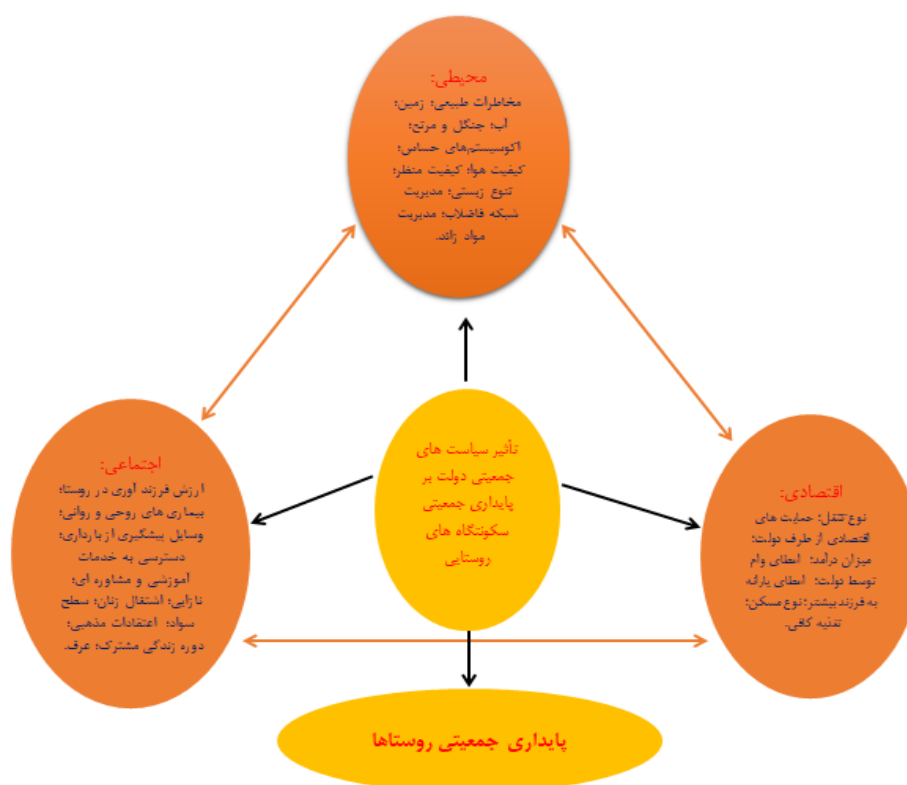 محیطی:
مخاطرات طبیعی؛ زمین؛
آب؛ جنگل و مرتع؛
اکوسیستم‌های حساس؛
کیفیت هوا؛ کیفیت منظر؛
تنوع زیستی؛ مدیریت
شبکه فاضلاب؛ مدیریت
مواد زائد.
تأثیر سیاست های
جمعیتی دولت بر
پایداری جمعیتی
سکونتگاه های
روستایی
اقتصادی:
نوع شغل؛ حمایت های
اقتصادی از طرف دولت؛
میزان درآمد؛ اعطای وام
توسط دولت؛ اعطای یارانه
به فرزند بیشتر؛ نوع مسکن؛
تغذیه کافی.
اجتماعی:
ارزش فرزند آوری در روستا؛
بیماری های روحی و روانی؛
وسایل پیشگیری از بارداری؛
دسترسی به خدمات
آموزشی و مشاوره ای؛
نازایی؛ اشتغال زنان؛ سطح
سواد؛ اعتقادات مذهبی؛
دوره زندگی مشترک؛ عرف.
پایداری جمعیتی روستاها